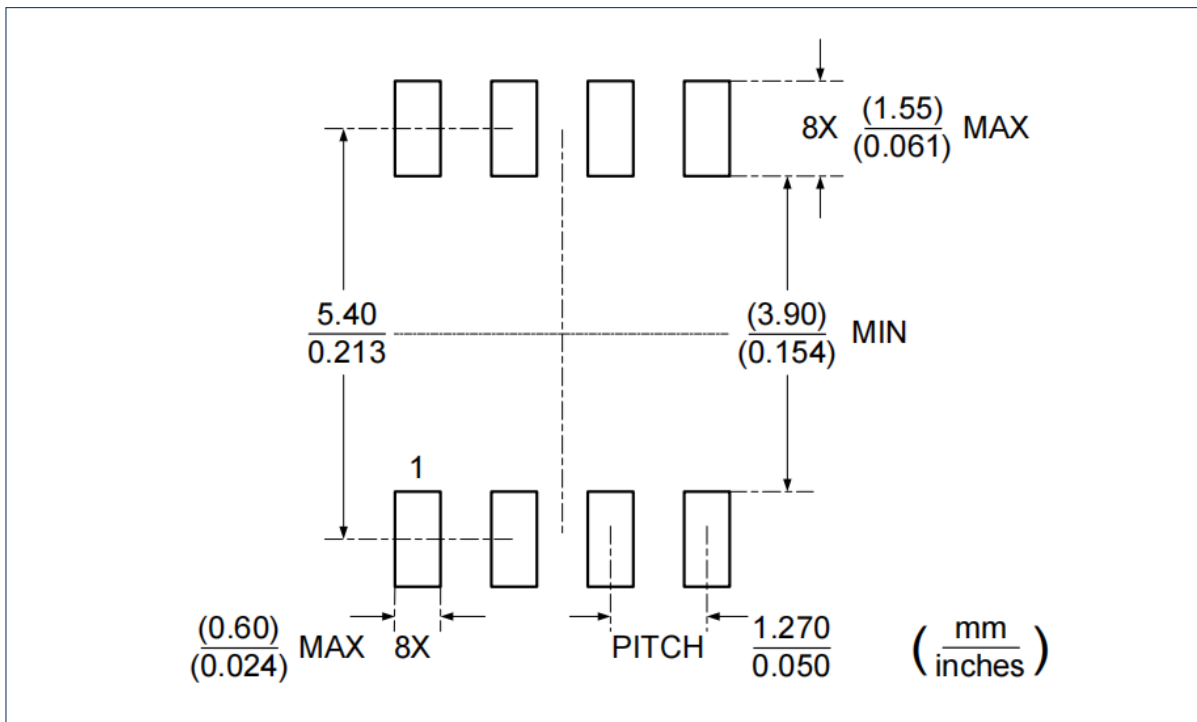 8X (1.55) MAX
(0.061)
5.40
0.213
(3.90) MIN
(0.154)
1
(0.60) MAX 8X
(0.024)
PITCH 1.270
0.050
(mm
inches)